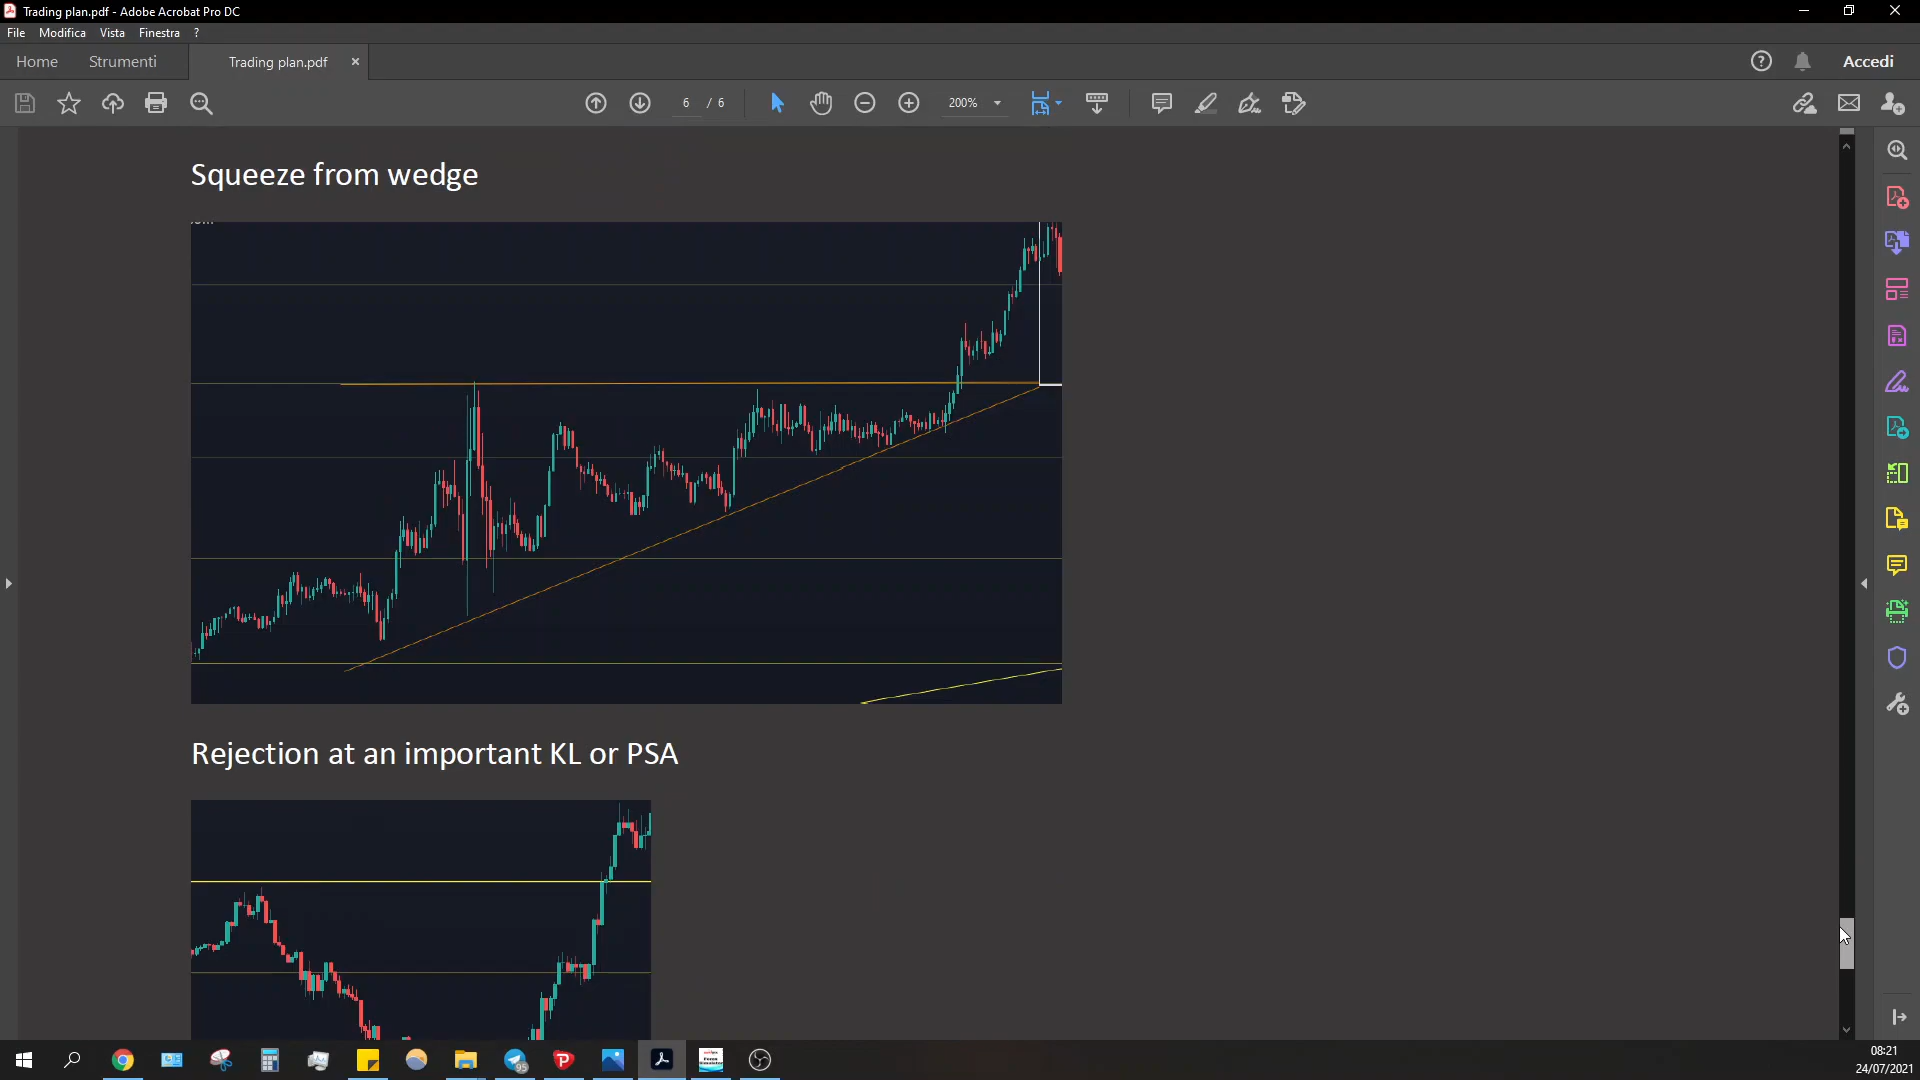 Trading plan.pdf - Adobe Acrobat Pro DC
File Modifica Vista Finestra ?
Home Strumenti Trading plan.pdf × ? Accedi
6 / 6 200%
Squeeze from wedge
Rejection at an important KL or PSA
95
08:21
24/07/2021